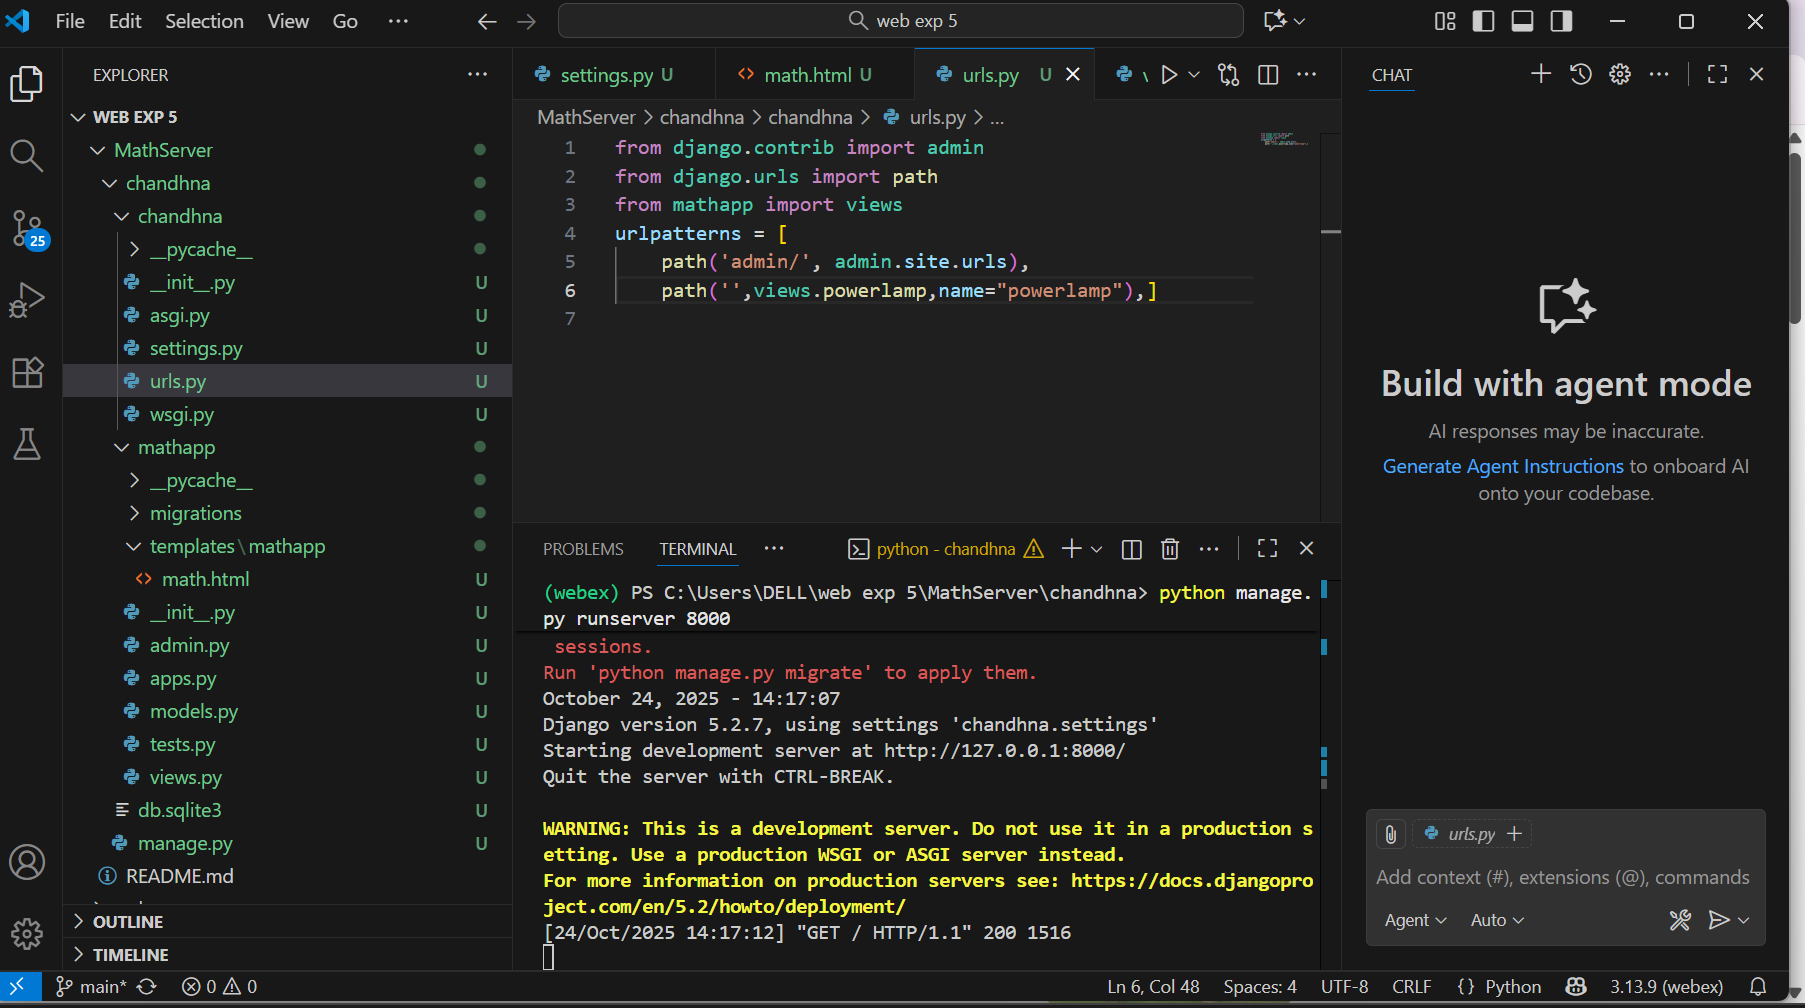 File Edit Selection View Go ···
web exp 5
EXPLORER
WEB EXP 5
MathServer
chandhna
chandhna
__pycache__
__init__.py U
asgi.py U
settings.py U
urls.py U
wsgi.py U
mathapp
__pycache__
migrations
templates\mathapp
math.html U
__init__.py U
admin.py U
apps.py U
models.py U
tests.py U
views.py U
db.sqlite3 U
manage.py U
README.md
OUTLINE
TIMELINE
25
settings.py U
math.html U
urls.py U
MathServer > chandhna > chandhna > urls.py > ...
1 from django.contrib import admin
2 from django.urls import path
3 from mathapp import views
4 urlpatterns = [
5 path('admin/', admin.site.urls),
6 path('',views.powerlamp,name="powerlamp"),]
7
PROBLEMS TERMINAL ···
python - chandhna
(webex) PS C:\Users\DELL\web exp 5\MathServer\chandhna> python manage.
py runserver 8000
sessions.
Run 'python manage.py migrate' to apply them.
October 24, 2025 - 14:17:07
Django version 5.2.7, using settings 'chandhna.settings'
Starting development server at http://127.0.0.1:8000/
Quit the server with CTRL-BREAK.
WARNING: This is a development server. Do not use it in a production s
etting. Use a production WSGI or ASGI server instead.
For more information on production servers see: https://docs.djangopro
ject.com/en/5.2/howto/deployment/
[24/Oct/2025 14:17:12] "GET / HTTP/1.1" 200 1516
CHAT
Build with agent mode
AI responses may be inaccurate.
Generate Agent Instructions to onboard AI
onto your codebase.
urls.py
Add context (#), extensions (@), commands
Agent Auto
main* 0 0
Ln 6, Col 48 Spaces: 4 UTF-8 CRLF {} Python 3.13.9 (webex)